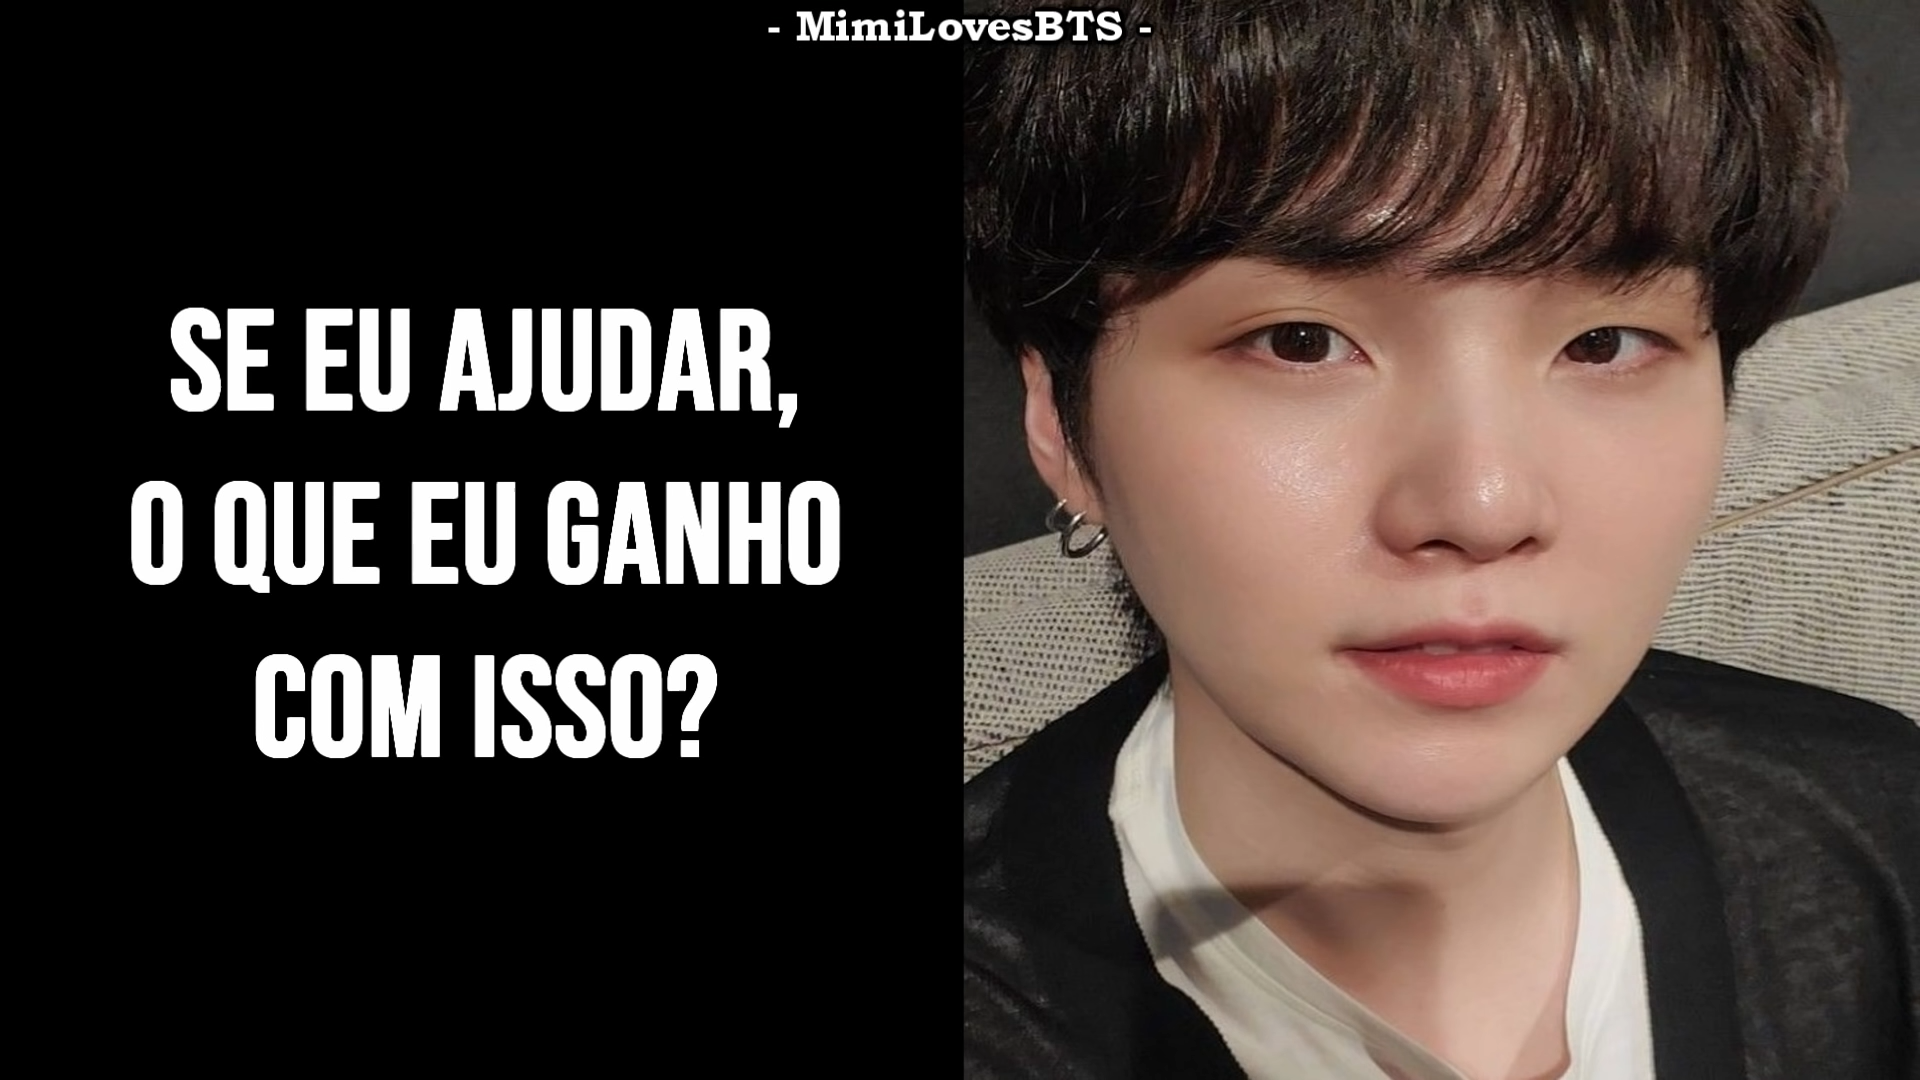 - MimiLovesBTS -
SE EU AJUDAR,
O QUE EU GANHO
COM ISSO?